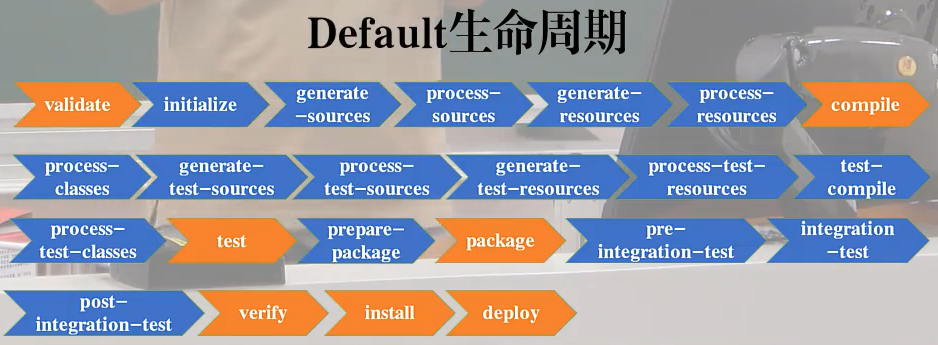 Default生命周期
validate
initialize
generate
-sources
process-
sources
generate-
resources
process-
resources
compile
process-
classes
generate-
test-sources
process-
test-sources
generate-
test-resources
process-test-
resources
test-
compile
process-
test-classes
test
prepare-
package
package
pre-
integration-test
integration
-test
post-
integration-test
verify
install
deploy